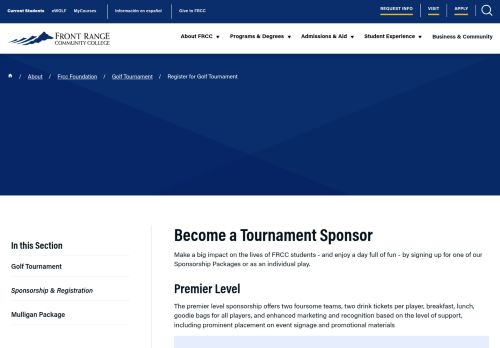 Current Students eWOLF MyCourses Información en español Give to FRCC REQUEST INFO VISIT APPLY
FRONT RANGE
COMMUNITY COLLEGE
About FRCC Programs & Degrees Admissions & Aid Student Experience Business & Community
/ About / Frcc Foundation / Golf Tournament / Register for Golf Tournament
In this Section
Golf Tournament
Sponsorship & Registration
Mulligan Package
Become a Tournament Sponsor
Make a big impact on the lives of FRCC students - and enjoy a day full of fun - by signing up for one of our
Sponsorship Packages or as an individual play.
Premier Level
The premier level sponsorship offers two foursome teams, two drink tickets per player, breakfast, lunch,
goodie bags for all players, and enhanced marketing and recognition based on the level of support,
including prominent placement on event signage and promotional materials